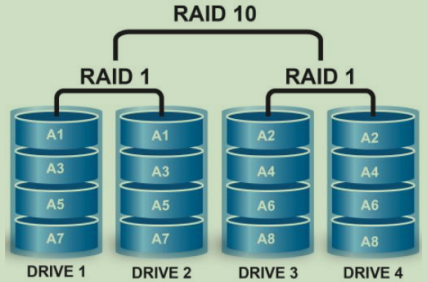 RAID 10
RAID 1 RAID 1
A1 A1 A2 A2
A3 A3 A4 A4
A5 A5 A6 A6
A7 A7 A8 A8
DRIVE 1 DRIVE 2 DRIVE 3 DRIVE 4